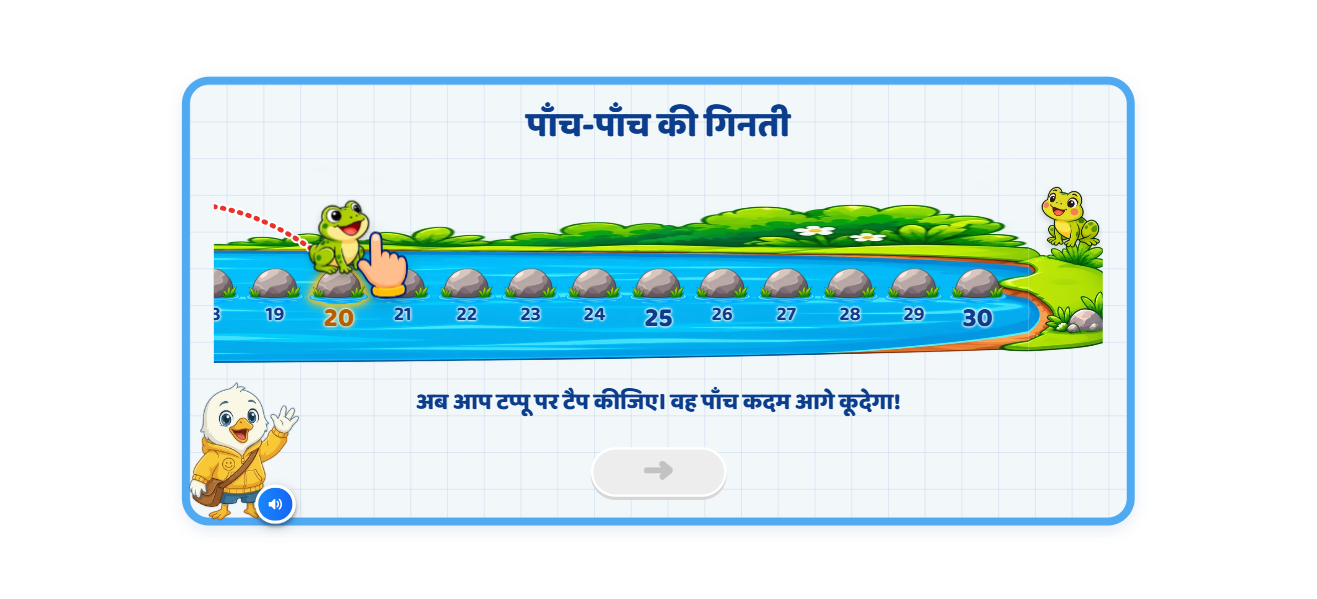 पाँच-पाँच की गिनती
19 20 21 22 23 24 25 26 27 28 29 30
अब आप टप्पू पर टैप कीजिए। वह पाँच कदम आगे कूदेगा!